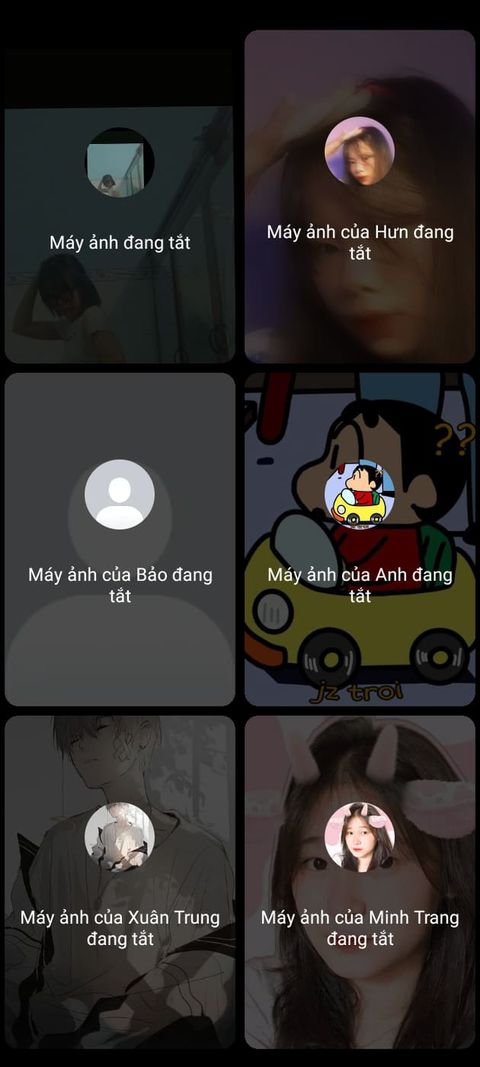 Máy ảnh đang tắt
Máy ảnh của Hưn đang
tắt
Máy ảnh của Bảo đang
tắt
??
Máy ảnh của Anh đang
tắt
jz troi
Máy ảnh của Xuân Trung
đang tắt
Máy ảnh của Minh Trang
đang tắt